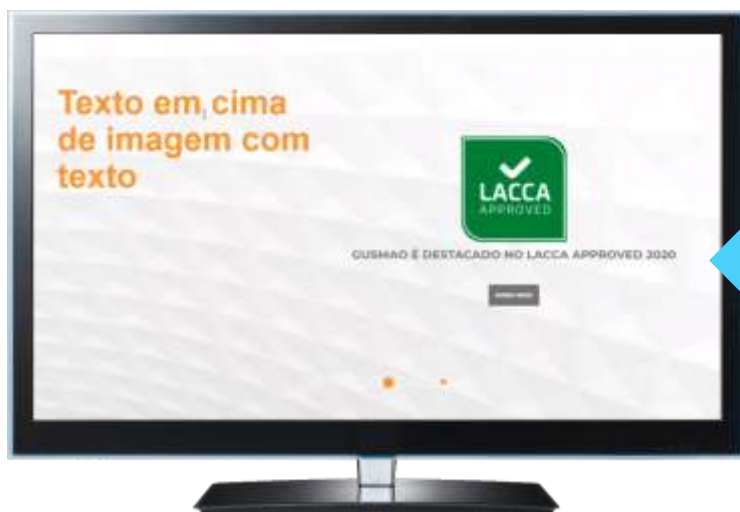 Texto em cima
de imagem com
texto
LACCA
APPROVED
GUSMAO É DESTACADO NO LACCA APPROVED 2020